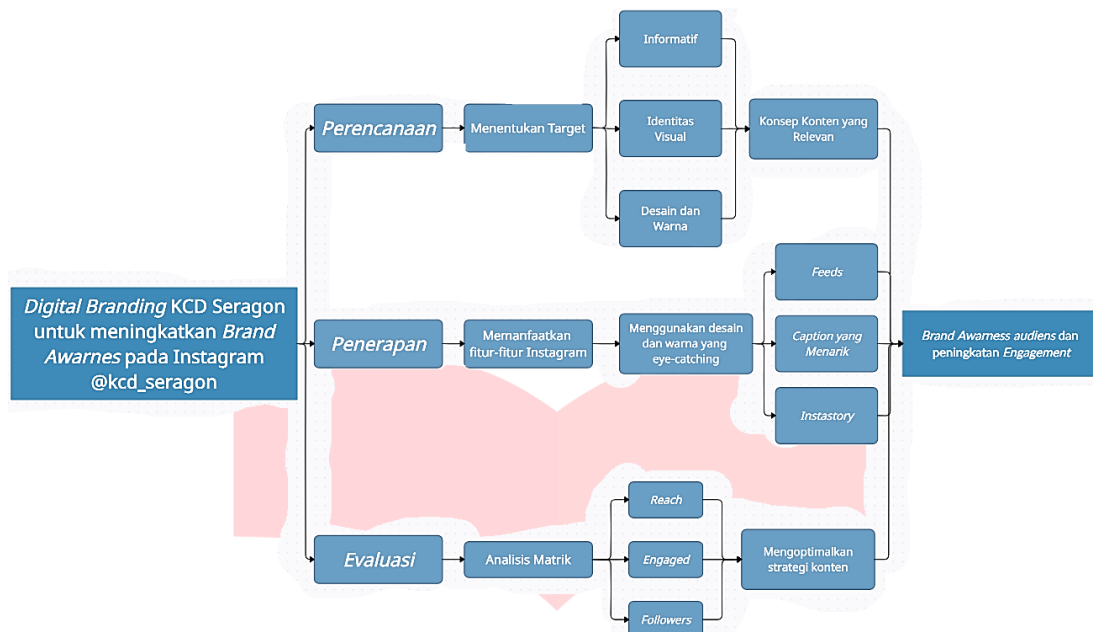 Digital Branding KCD Seragon
untuk meningkatkan Brand
Awarnes pada Instagram
@kcd_seragon
Perencanaan
Menentukan Target
Informatif
Identitas
Visual
Desain dan
Warna
Konsep Konten yang
Relevan
Penerapan
Memanfaatkan
fitur-fitur Instagram
Menggunakan desain
dan warna yang
eye-catching
Feeds
Caption yang
Menarik
Instastory
Evaluasi
Analisis Matrik
Reach
Engaged
Followers
Mengoptimalkan
strategi konten
Brand Awarness audiens dan
peningkatan Engagement